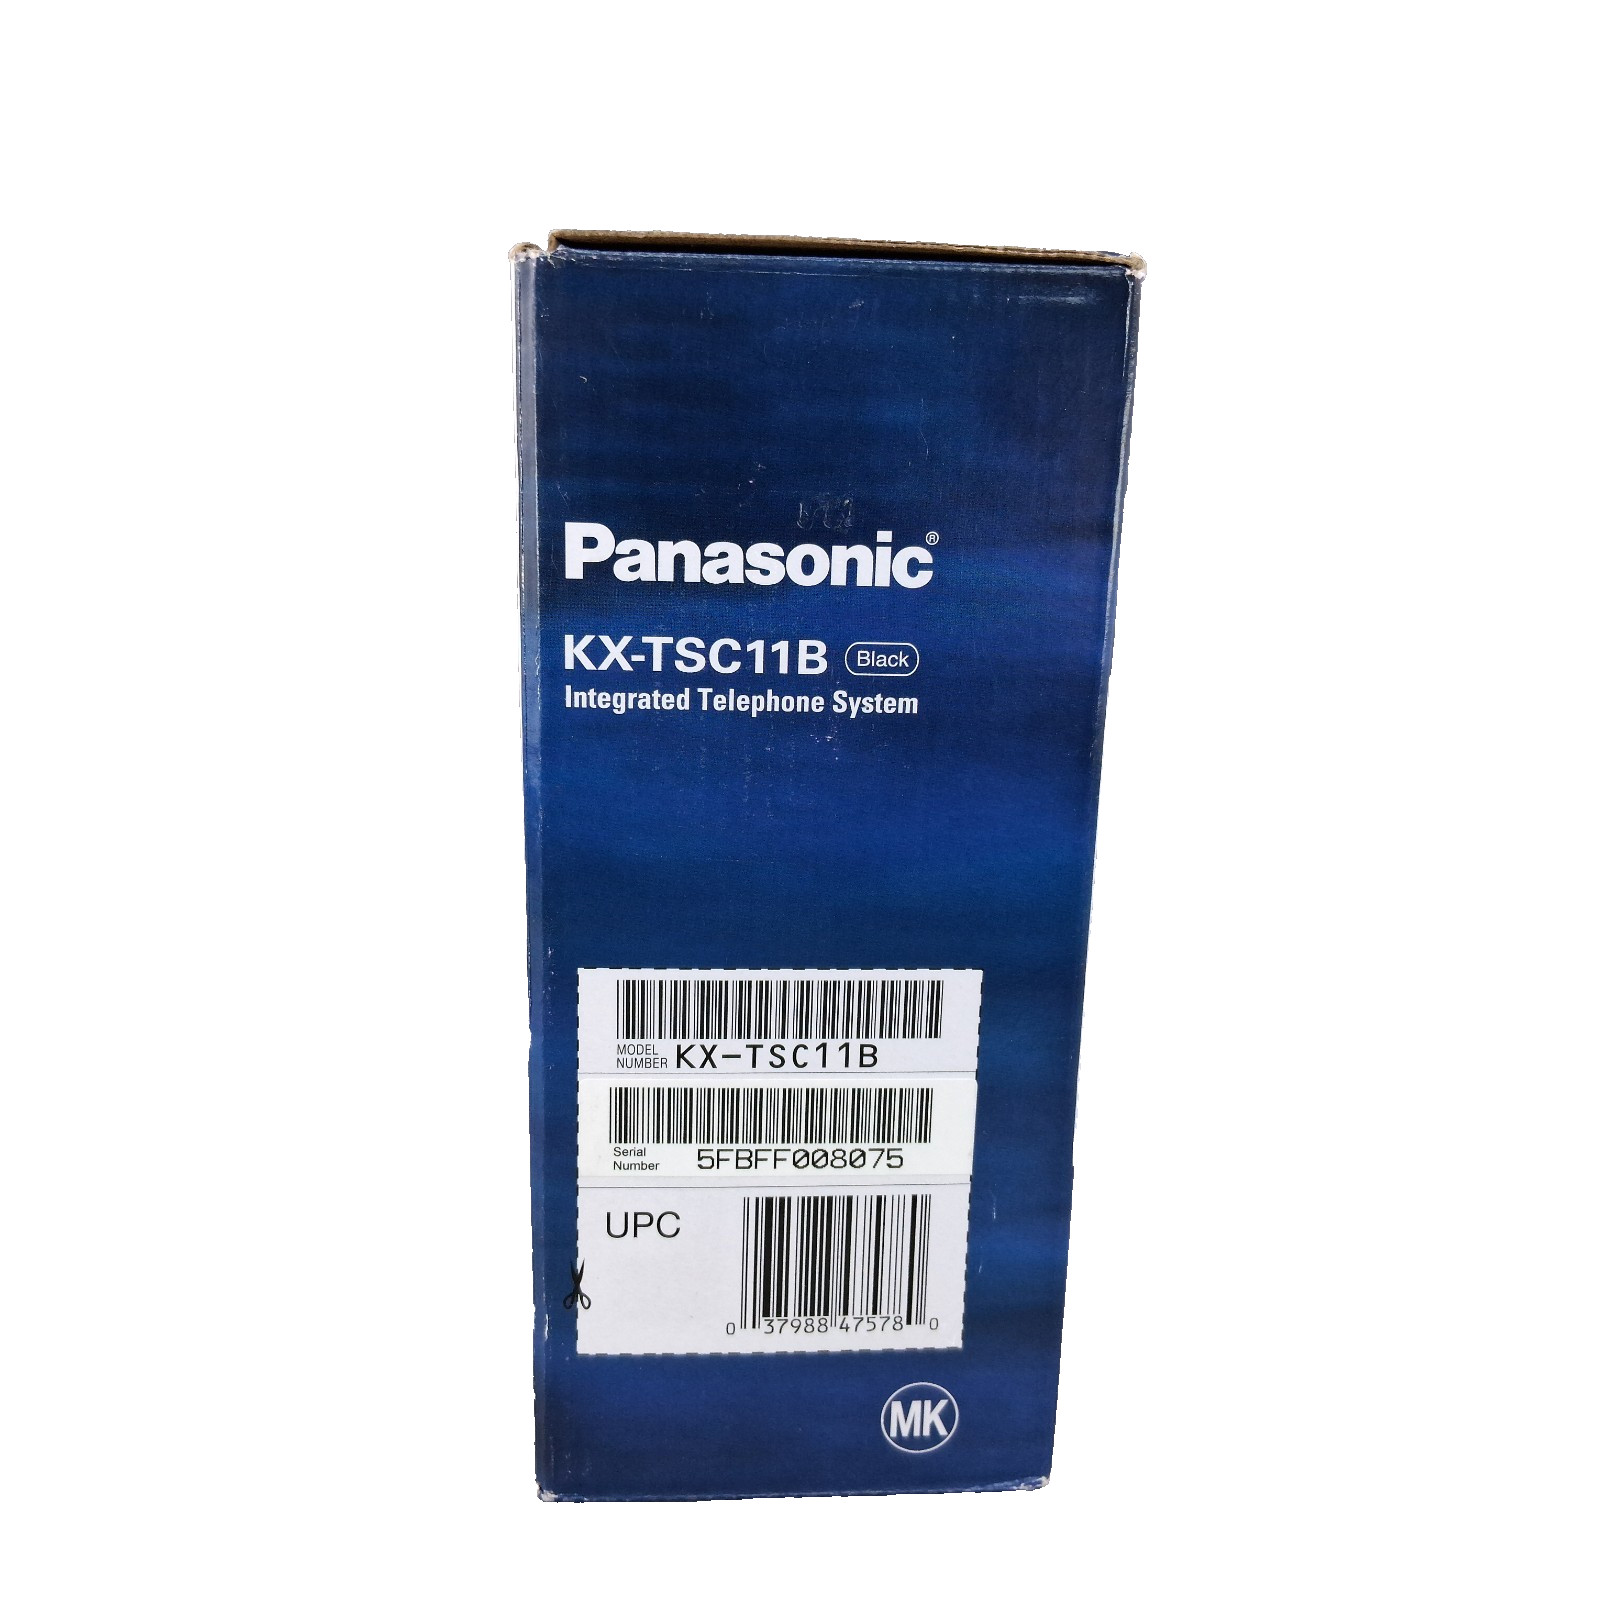 Panasonic®
KX-TSC11B Black
Integrated Telephone System
MODEL NUMBER KX-TSC11B
Serial Number 5FBFF008075
UPC
0 37988 47578 0
MK